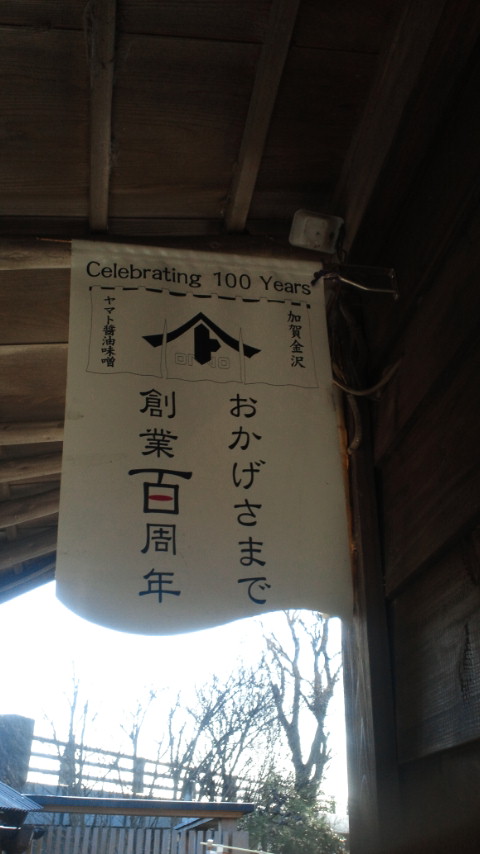 Celebrating 100 Years
加賀金沢
ト
ヤマト醤油味噌
おかげさまで
創業百周年